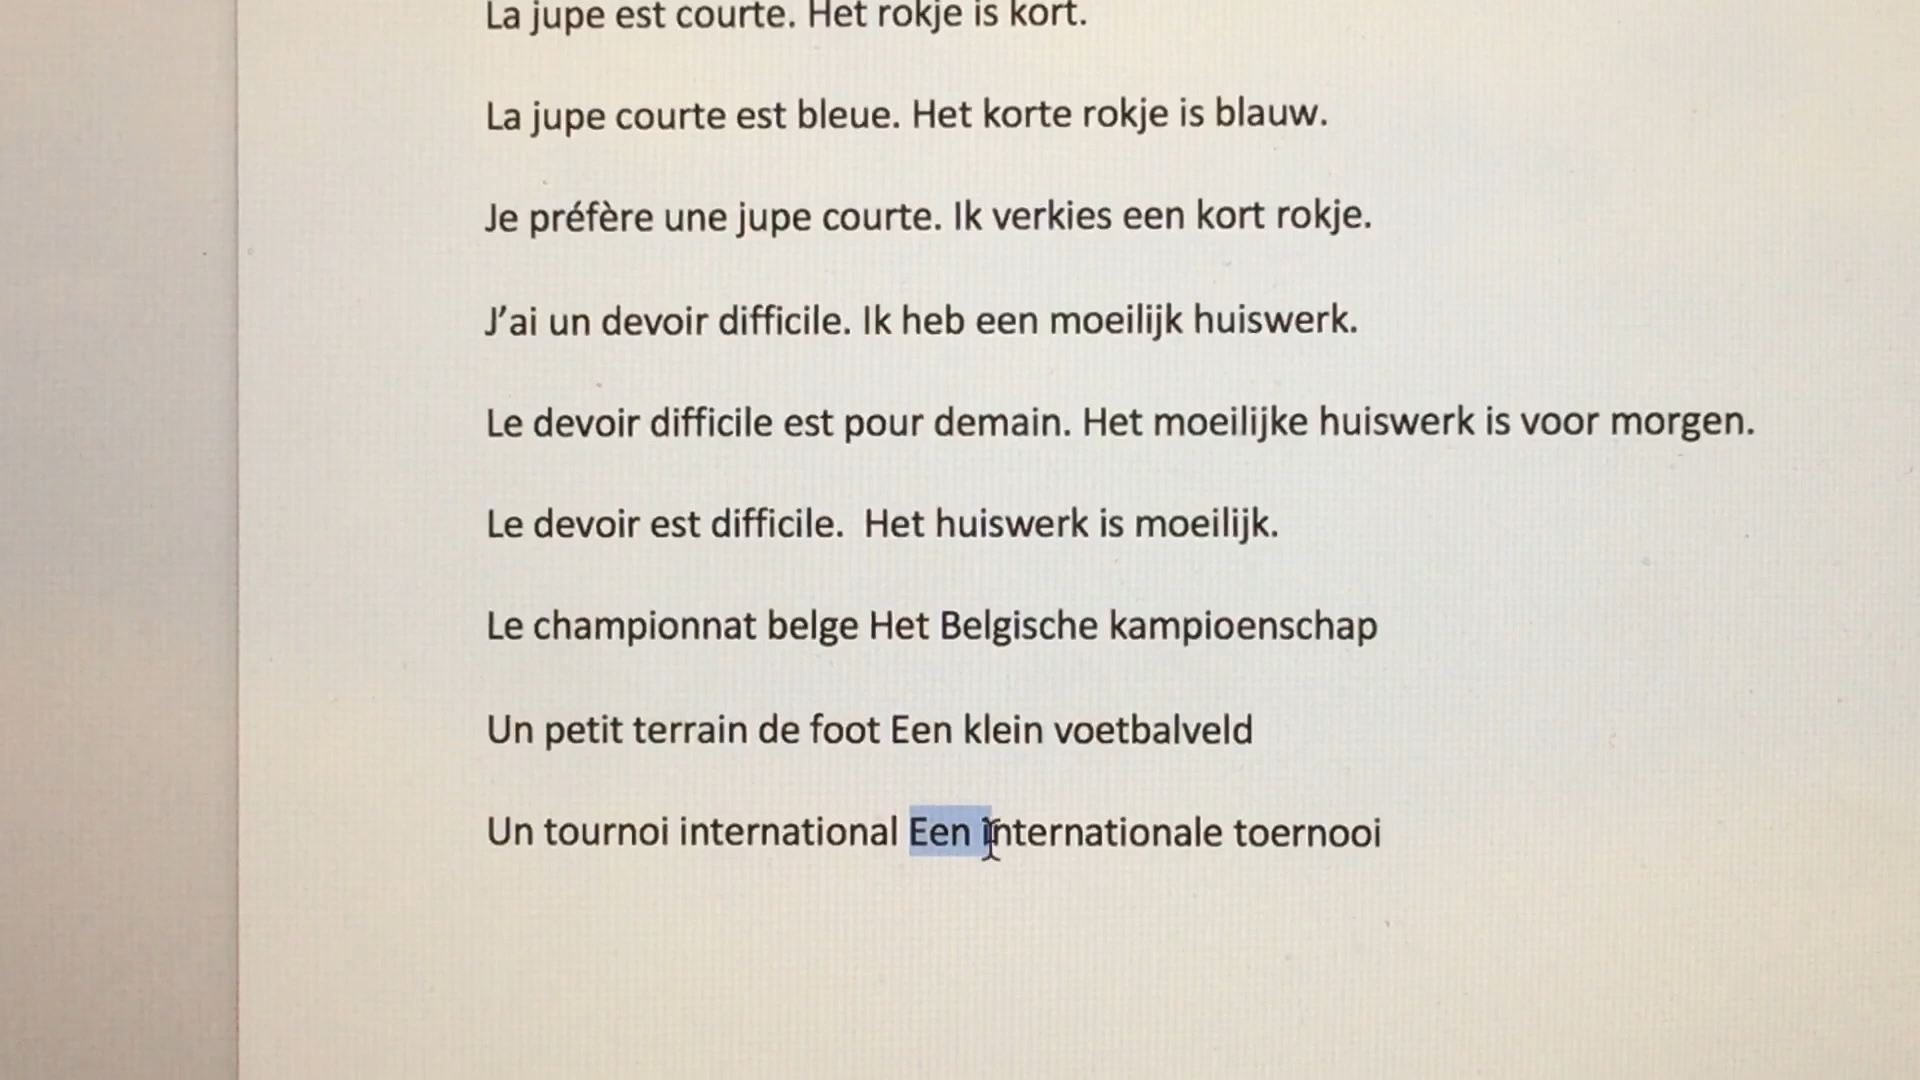 La jupe est courte. Het rokje is kort.
La jupe courte est bleue. Het korte rokje is blauw.
Je préfère une jupe courte. Ik verkies een kort rokje.
J’ai un devoir difficile. Ik heb een moeilijk huiswerk.
Le devoir difficile est pour demain. Het moeilijke huiswerk is voor morgen.
Le devoir est difficile.  Het huiswerk is moeilijk.
Le championnat belge Het Belgische kampioenschap
Un petit terrain de foot Een klein voetbalveld
Un tournoi international Een internationale toernooi